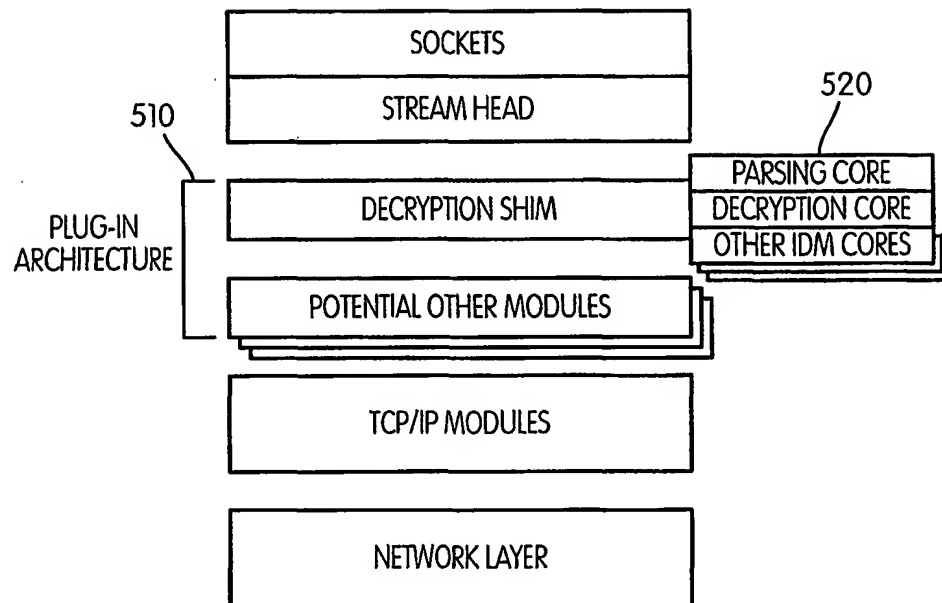 SOCKETS
STREAM HEAD
510
520
PLUG-IN
ARCHITECTURE
DECRYPTION SHIM
PARSING CORE
DECRYPTION CORE
OTHER IDM CORES
POTENTIAL OTHER MODULES
TCP/IP MODULES
NETWORK LAYER